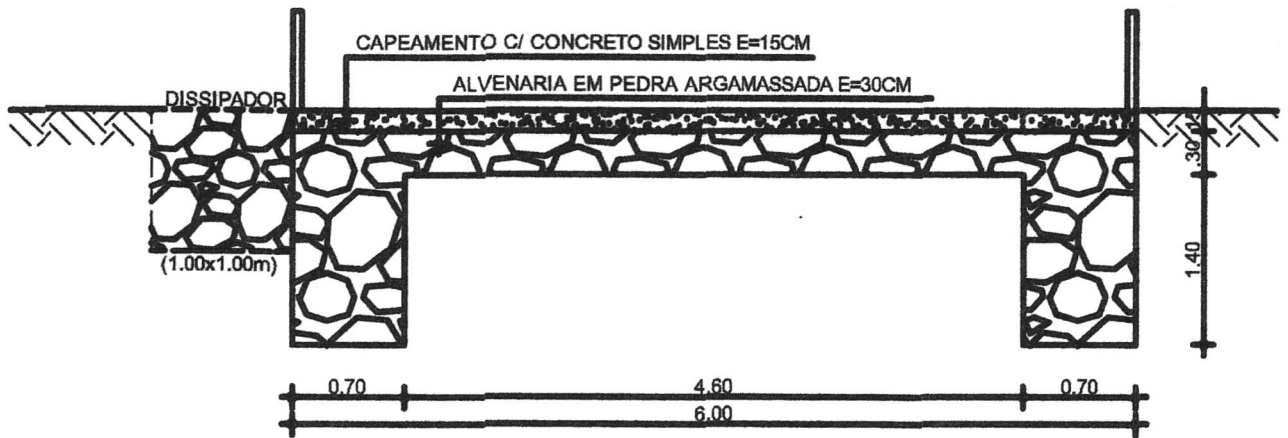 CAPEAMENTO C/ CONCRETO SIMPLES E=15CM
ALVENARIA EM PEDRA ARGAMASSADA E=30CM
DISSIPADOR
.30
(1.00x1.00m)
1.40
0.70
4.60
0.70
6.00